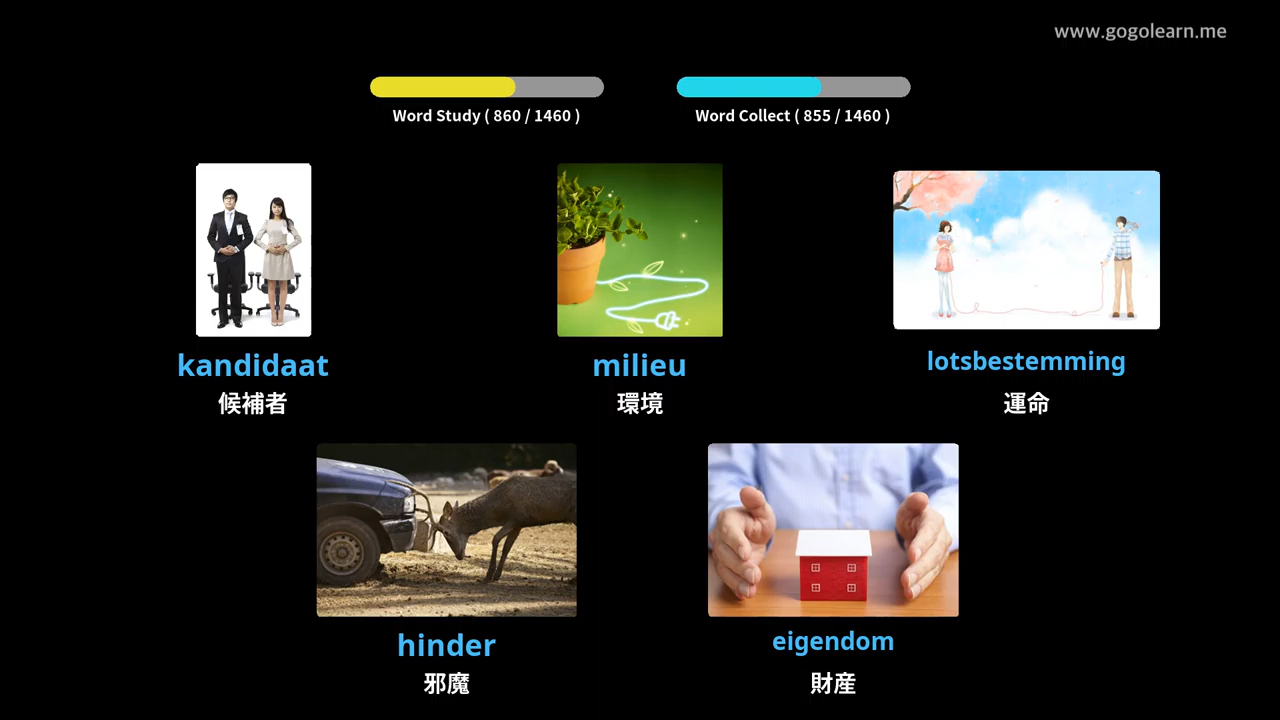 www.gogolearn.me
Word Study ( 860 / 1460 )
Word Collect ( 855 / 1460 )
kandidaat
候補者
milieu
環境
lotsbestemming
運命
hinder
邪魔
eigendom
財産